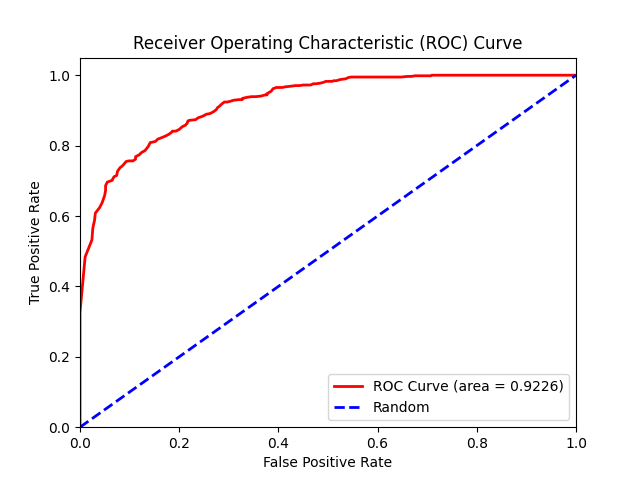 Receiver Operating Characteristic (ROC) Curve
True Positive Rate
1.0
0.8
0.6
0.4
0.2
0.0
ROC Curve (area = 0.9226)
Random
0.0 0.2 0.4 0.6 0.8 1.0
False Positive Rate